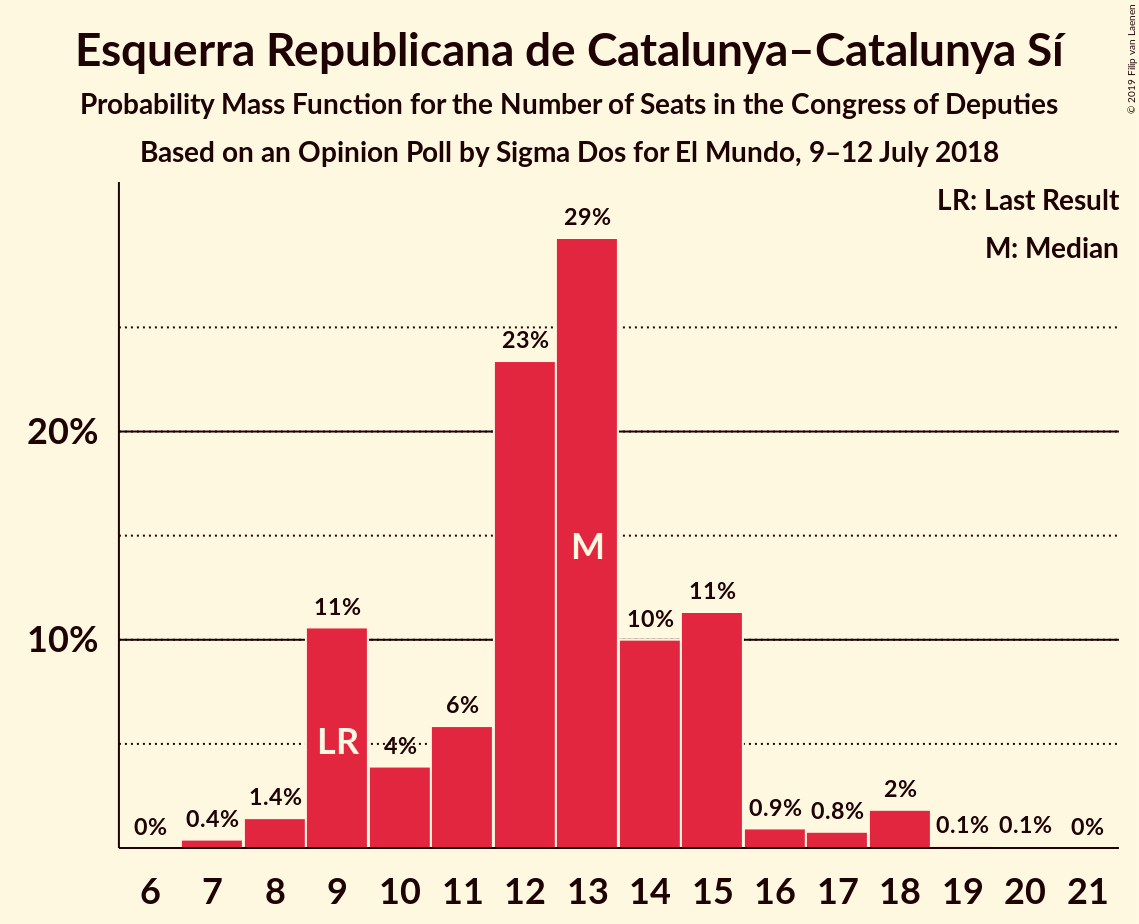 Esquerra Republicana de Catalunya–Catalunya Sí
Probability Mass Function for the Number of Seats in the Congress of Deputies
Based on an Opinion Poll by Sigma Dos for El Mundo, 9–12 July 2018
© 2019 Filip van Laenen
LR: Last Result
M: Median
29%
23%
20%
M
11%
11%
10%
10%
6%
LR
4%
2%
1.4%
0.9%
0.8%
0.4%
0%
0.1%
0.1%
0%
6 7 8 9 10 11 12 13 14 15 16 17 18 19 20 21